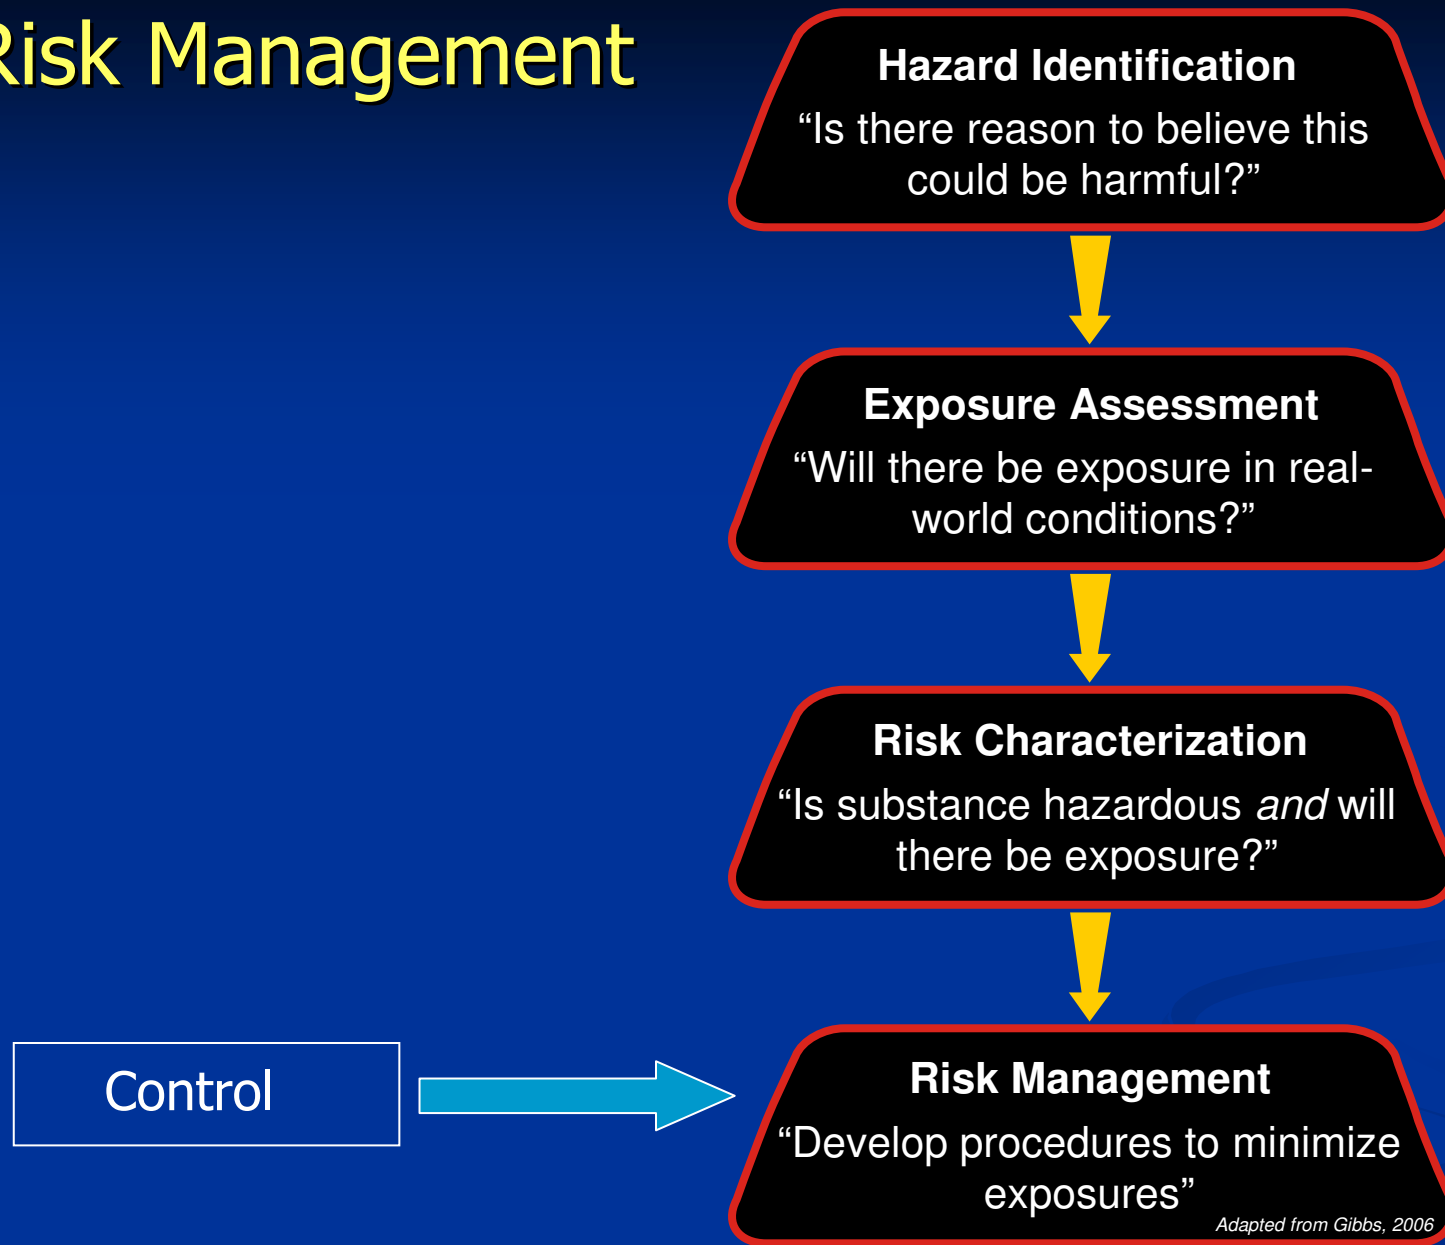 Risk Management
Hazard Identification
“Is there reason to believe this
could be harmful?”
Exposure Assessment
“Will there be exposure in real-
world conditions?”
Risk Characterization
“Is substance hazardous and will
there be exposure?”
Control
Risk Management
“Develop procedures to minimize
exposures”
Adapted from Gibbs, 2006